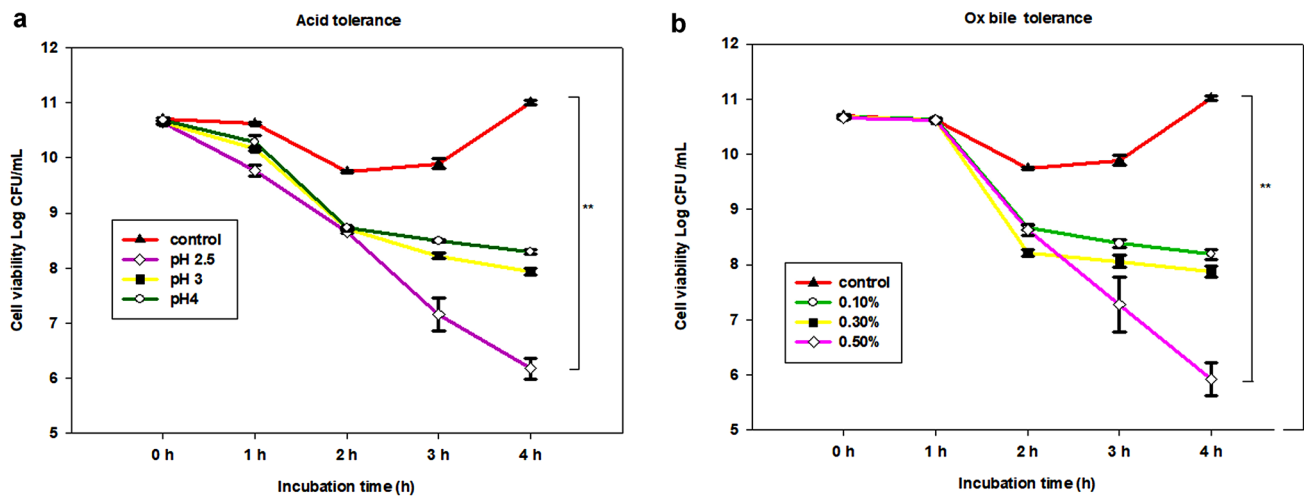 a
Acid tolerance
Cell viability Log CFU/mL
12
11
10
9
8
7
6
5
control
pH 2.5
pH 3
pH4
**
0 h 1 h 2 h 3 h 4 h
Incubation time (h)
b
Ox bile tolerance
Cell viability Log CFU /mL
12
11
10
9
8
7
6
5
control
0.10%
0.30%
0.50%
**
0 h 1 h 2 h 3 h 4 h
Incubation time (h)